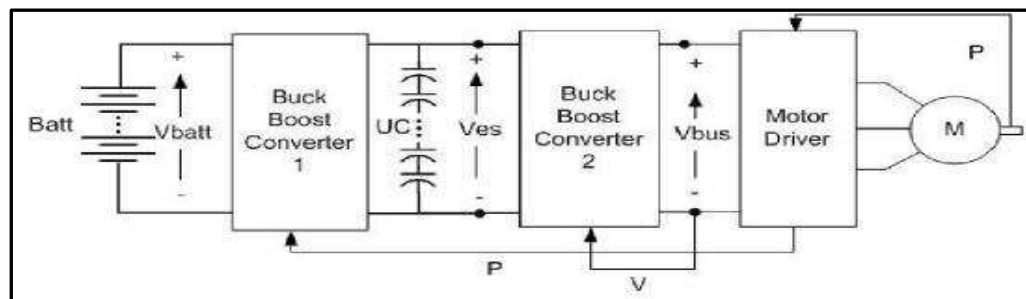 Batt
+
Vbatt
-
Buck
Boost
Converter
1
UC
+
Ves
-
Buck
Boost
Converter
2
+
Vbus
-
Motor
Driver
P
M
P
V